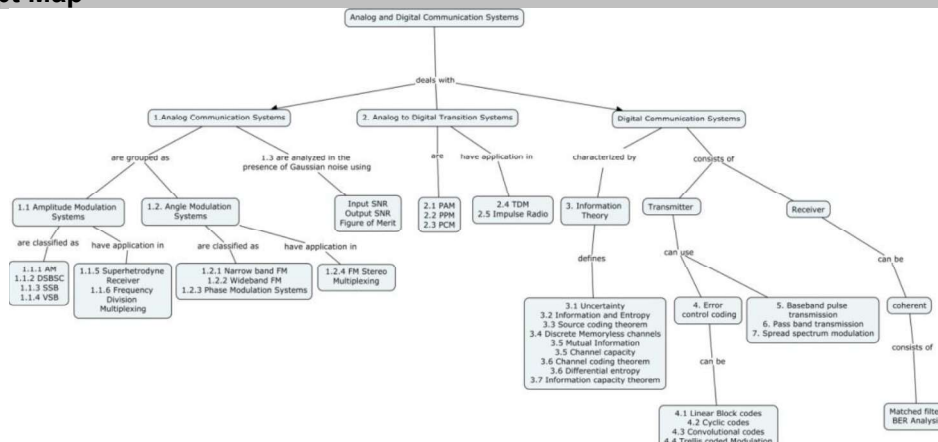 Analog and Digital Communication Systems
deals with
1.Analog Communication Systems
2. Analog to Digital Transition Systems
Digital Communication Systems
are grouped as
1.3 are analyzed in the
presence of Gaussian noise using
are
have application in
characterized by
consists of
1.1 Amplitude Modulation
Systems
1.2. Angle Modulation
Systems
Input SNR
Output SNR
Figure of Merit
2.1 PAM
2.2 PPM
2.3 PCM
2.4 TDM
2.5 Impulse Radio
3. Information
Theory
Transmitter
Receiver
are classified as
have application in
are classified as
have application in
defines
can use
can be
1.1.1 AM
1.1.2 DSBSC
1.1.3 SSB
1.1.4 VSB
1.1.5 Superhetrodyne
Receiver
1.1.6 Frequency
Division
Multiplexing
1.2.1 Narrow band FM
1.2.2 Wideband FM
1.2.3 Phase Modulation Systems
1.2.4 FM Stereo
Multiplexing
3.1 Uncertainty
3.2 Information and Entropy
3.3 Source coding theorem
3.4 Discrete Memoryless channels
3.5 Mutual Information
3.5 Channel capacity
3.6 Channel coding theorem
3.6 Differential entropy
3.7 Information capacity theorem
4. Error
control coding
5. Baseband pulse
transmission
6. Pass band transmission
7. Spread spectrum modulation
coherent
can be
consists of
4.1 Linear Block codes
4.2 Cyclic codes
4.3 Convolutional codes
4.4 Trellis coded Modulation
Matched filte
BER Analysi